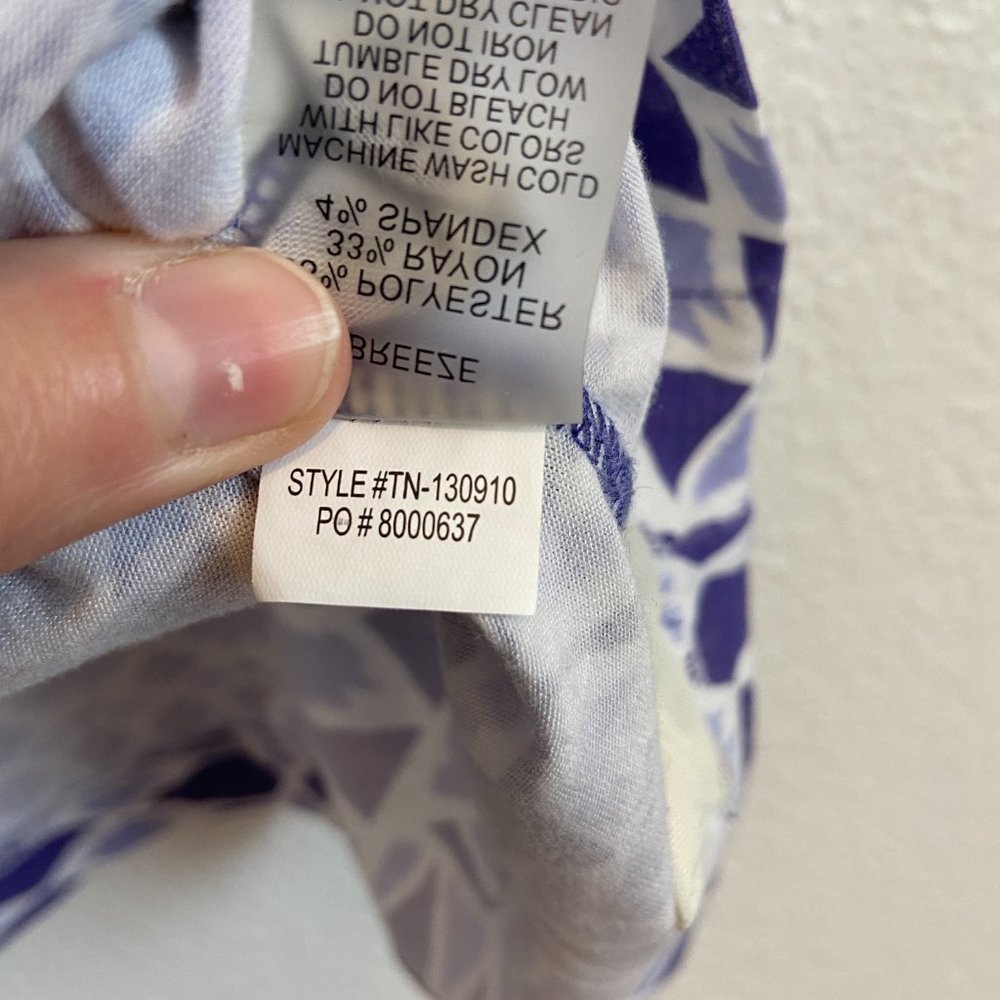 BREEZE
POLYESTER
33% RAYON
4% SPANDEX
MACHINE WASH COLD
WITH LIKE COLORS
DO NOT BLEACH
TUMBLE DRY LOW
DO NOT IRON
NOT DRY CLEAN
STYLE #TN-130910
PO # 8000637